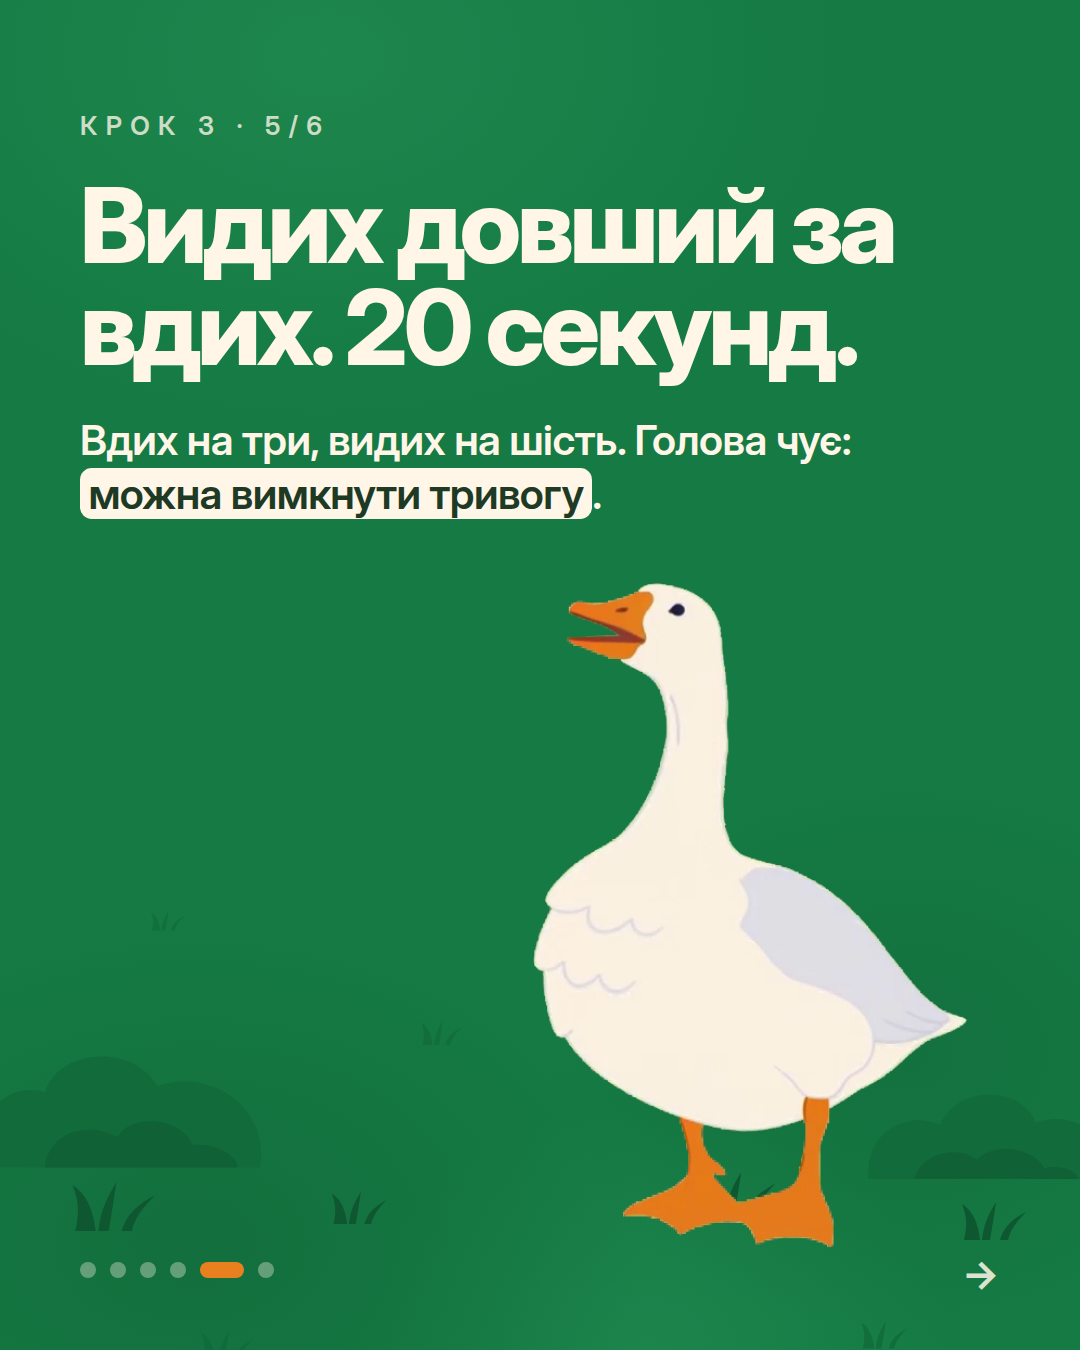 КРОК 3 · 5/6
Видих довший за
вдих. 20 секунд.
Вдих на три, видих на шість. Голова чує:
можна вимкнути тривогу.
→